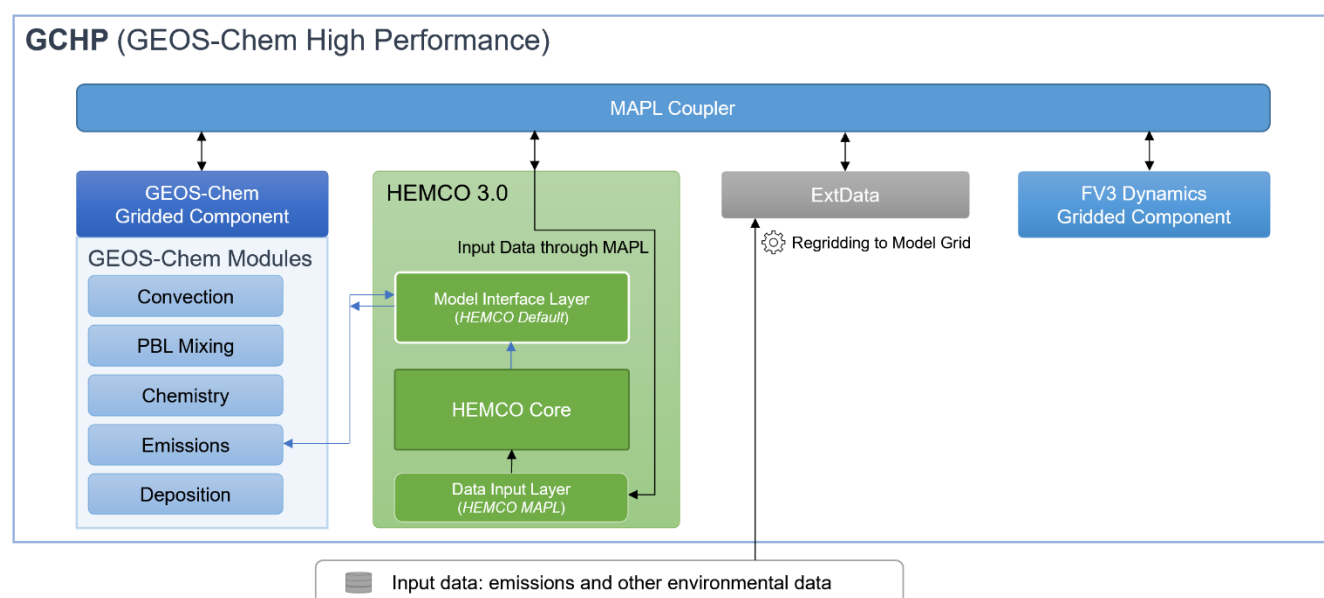 GCHP (GEOS-Chem High Performance)
MAPL Coupler
GEOS-Chem
Gridded Component
GEOS-Chem Modules
Convection
PBL Mixing
Chemistry
Emissions
Deposition
HEMCO 3.0
Input Data through MAPL
Model Interface Layer
(HEMCO Default)
HEMCO Core
Data Input Layer
(HEMCO MAPL)
ExtData
Regridding to Model Grid
FV3 Dynamics
Gridded Component
Input data: emissions and other environmental data